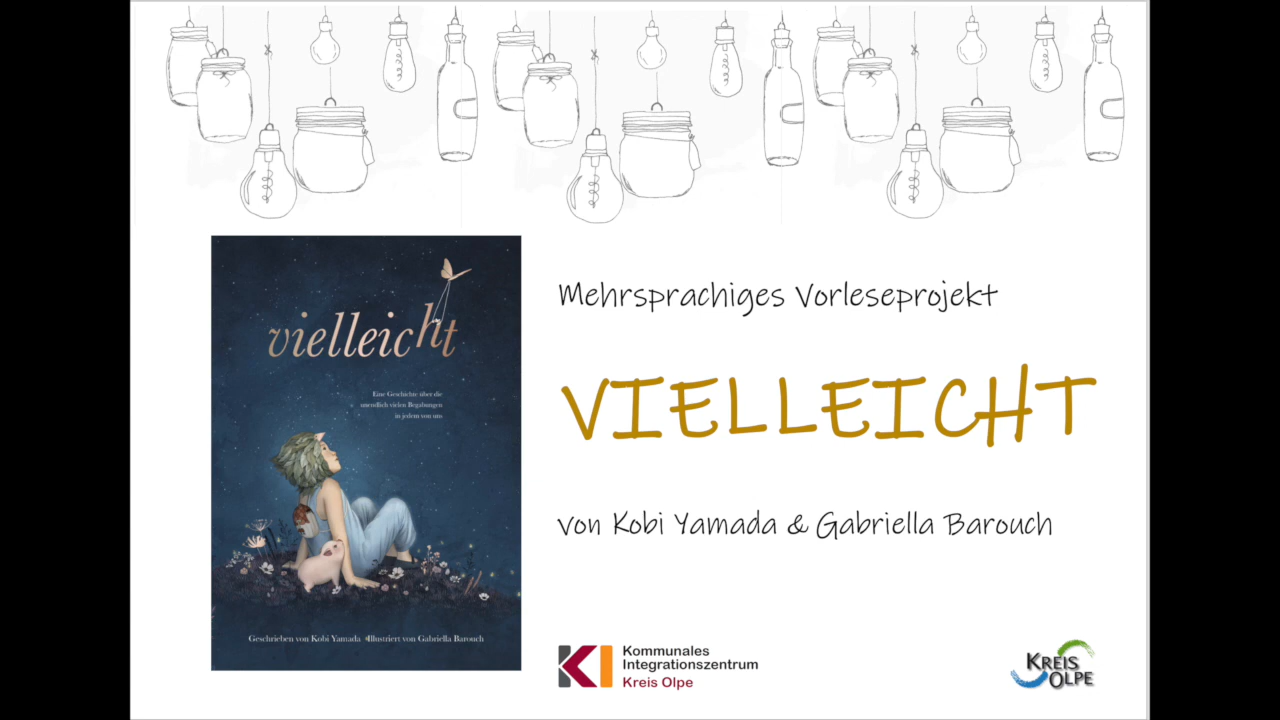 vielleicht
Eine Geschichte über die
unendlich vielen Begabungen
in jedem von uns
Geschrieben von Kobi Yamada Illustriert von Gabriella Barouch
Mehrsprachiges Vorleseprojekt
VIELLEICHT
von Kobi Yamada & Gabriella Barouch
KI
Kommunales
Integrationszentrum
Kreis Olpe
KREIS
OLPE